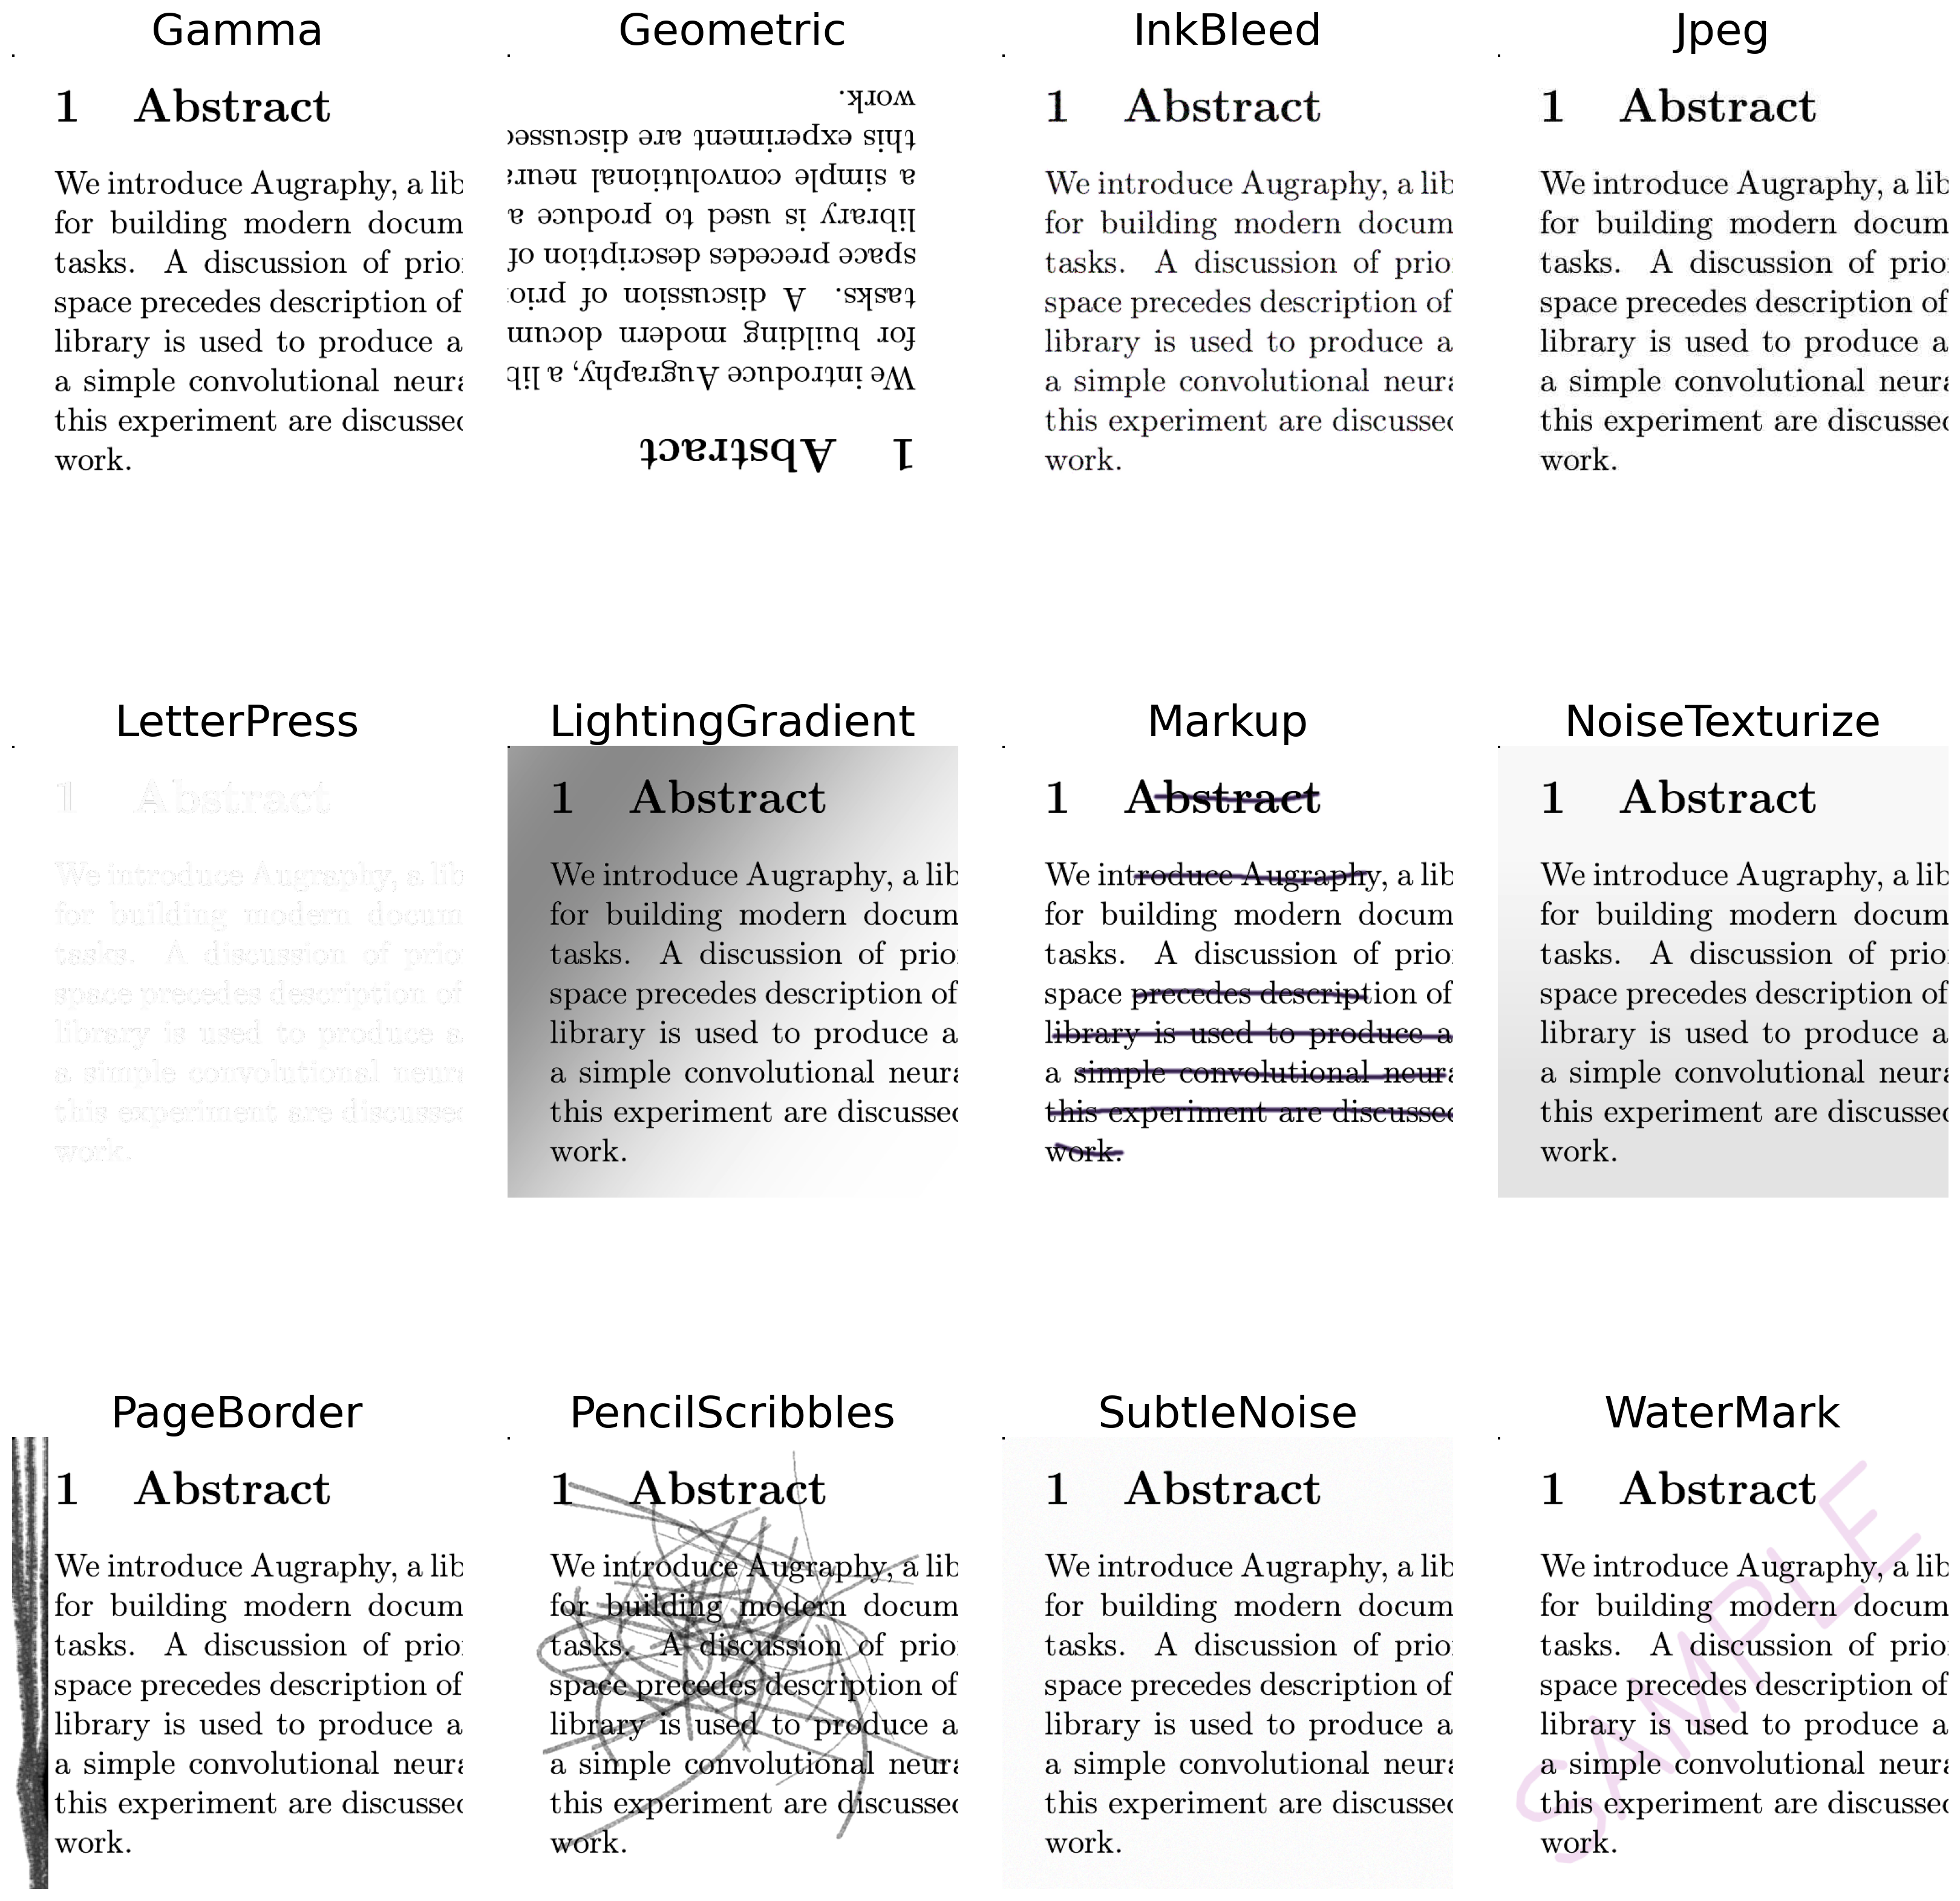 Gamma
1 Abstract
We introduce Augraphy, a lib
for building modern docum
tasks. A discussion of prior
space precedes description of
library is used to produce a
a simple convolutional neura
this experiment are discussed
work.
Geometric
1 Abstract
We introduce Augraphy, a lib
for building modern docum
tasks. A discussion of prior
space precedes description of
library is used to produce a
a simple convolutional neura
this experiment are discussed
work.
InkBleed
1 Abstract
We introduce Augraphy, a lib
for building modern docum
tasks. A discussion of prior
space precedes description of
library is used to produce a
a simple convolutional neura
this experiment are discussed
work.
Jpeg
1 Abstract
We introduce Augraphy, a lib
for building modern docum
tasks. A discussion of prior
space precedes description of
library is used to produce a
a simple convolutional neura
this experiment are discussed
work.
LetterPress
1 Abstract
We introduce Augraphy, a lib
for building modern docum
tasks. A discussion of prior
space precedes description of
library is used to produce a
a simple convolutional neura
this experiment are discussed
work.
LightingGradient
1 Abstract
We introduce Augraphy, a lib
for building modern docum
tasks. A discussion of prior
space precedes description of
library is used to produce a
a simple convolutional neura
this experiment are discussed
work.
Markup
1 Abstract
We introduce Augraphy, a lib
for building modern docum
tasks. A discussion of prior
space precedes description of
library is used to produce a
a simple convolutional neura
this experiment are discussed
work.
NoiseTexturize
1 Abstract
We introduce Augraphy, a lib
for building modern docum
tasks. A discussion of prior
space precedes description of
library is used to produce a
a simple convolutional neura
this experiment are discussed
work.
PageBorder
1 Abstract
We introduce Augraphy, a lib
for building modern docum
tasks. A discussion of prior
space precedes description of
library is used to produce a
a simple convolutional neura
this experiment are discussed
work.
PencilScribbles
1 Abstract
We introduce Augraphy, a lib
for building modern docum
tasks. A discussion of prior
space precedes description of
library is used to produce a
a simple convolutional neura
this experiment are discussed
work.
SubtleNoise
1 Abstract
We introduce Augraphy, a lib
for building modern docum
tasks. A discussion of prior
space precedes description of
library is used to produce a
a simple convolutional neura
this experiment are discussed
work.
WaterMark
1 Abstract
We introduce Augraphy, a lib
for building modern docum
tasks. A discussion of prior
space precedes description of
library is used to produce a
a simple convolutional neura
this experiment are discussed
work.
SAMPLE